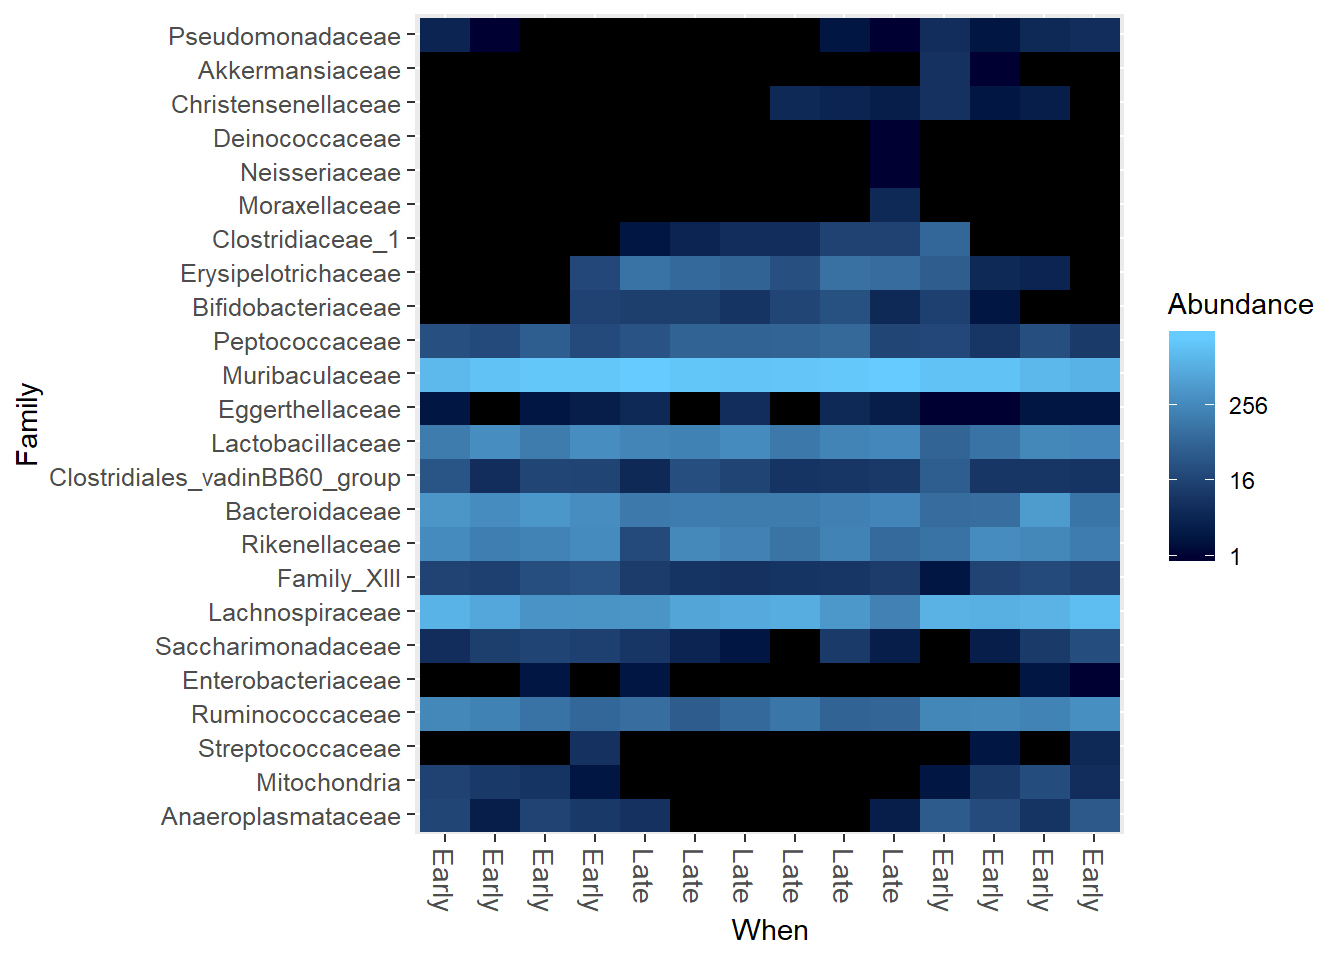 Pseudomonadaceae
Akkermansiaceae
Christensenellaceae
Deinococcaceae
Neisseriaceae
Moraxellaceae
Clostridiaceae_1
Erysipelotrichaceae
Bifidobacteriaceae
Peptococcaceae
Muribaculaceae
Eggerthellaceae
Lactobacillaceae
Clostridiales_vadinBB60_group
Bacteroidaceae
Rikenellaceae
Family_XIII
Lachnospiraceae
Saccharimonadaceae
Enterobacteriaceae
Ruminococcaceae
Streptococcaceae
Mitochondria
Anaeroplasmataceae
Family
Early
Early
Early
Early
Late
Late
Late
Late
Late
Late
Early
Early
Early
Early
When
Abundance
256
16
1